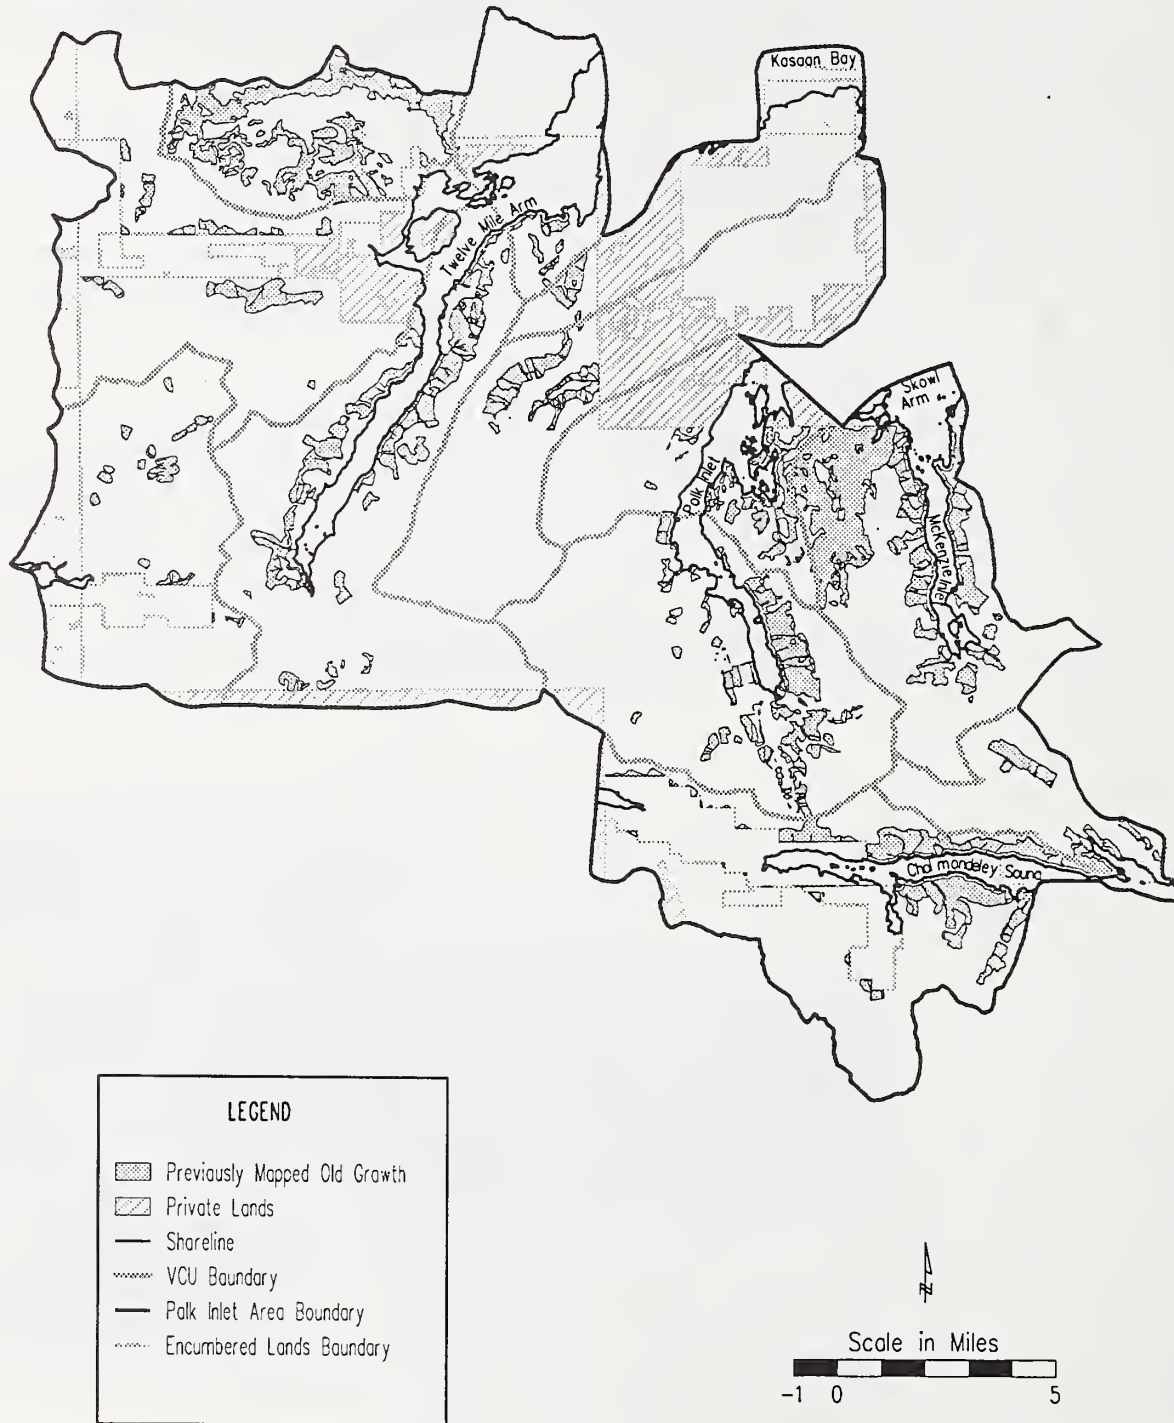 Kasaan Bay
Twelve Mile Arm
Skowl
Arm
Polk Inlet
McKenzie Inlet
Cholmondeley Sound
LEGEND
Previously Mapped Old Growth
Private Lands
Shoreline
VCU Boundary
Polk Inlet Area Boundary
Encumbered Lands Boundary
N
Scale in Miles
-1 0 5